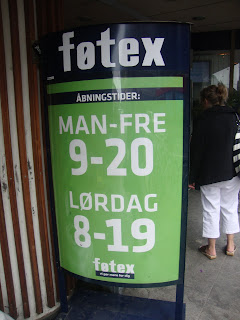 føtex
ÅBNINGSTIDER:
MAN-FRE
9-20
LØRDAG
8-19
føtex